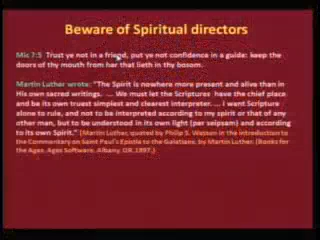 Beware of Spiritual directors
Mic 7:5 Trust ye not in a friend, put ye not confidence in a guide: keep the
doors of thy mouth from her that lieth in thy bosom.
Martin Luther wrote: "The Spirit is nowhere more present and alive than in
His own sacred writings. ... We must let the Scriptures have the chief place
and be its own truest simplest and clearest interpreter. ... I want Scripture
alone to rule, and not to be interpreted according to my spirit or that of any
other man, but to be understood in its own light (per seipsam) and according
to its own Spirit." (Martin Luther, quoted by Philip S. Watson in the introduction to
the Commentary on Saint Paul's Epistle to the Galatians, by Martin Luther. (Books for
the Ages, Ages Software, Albany, OR.1997.)